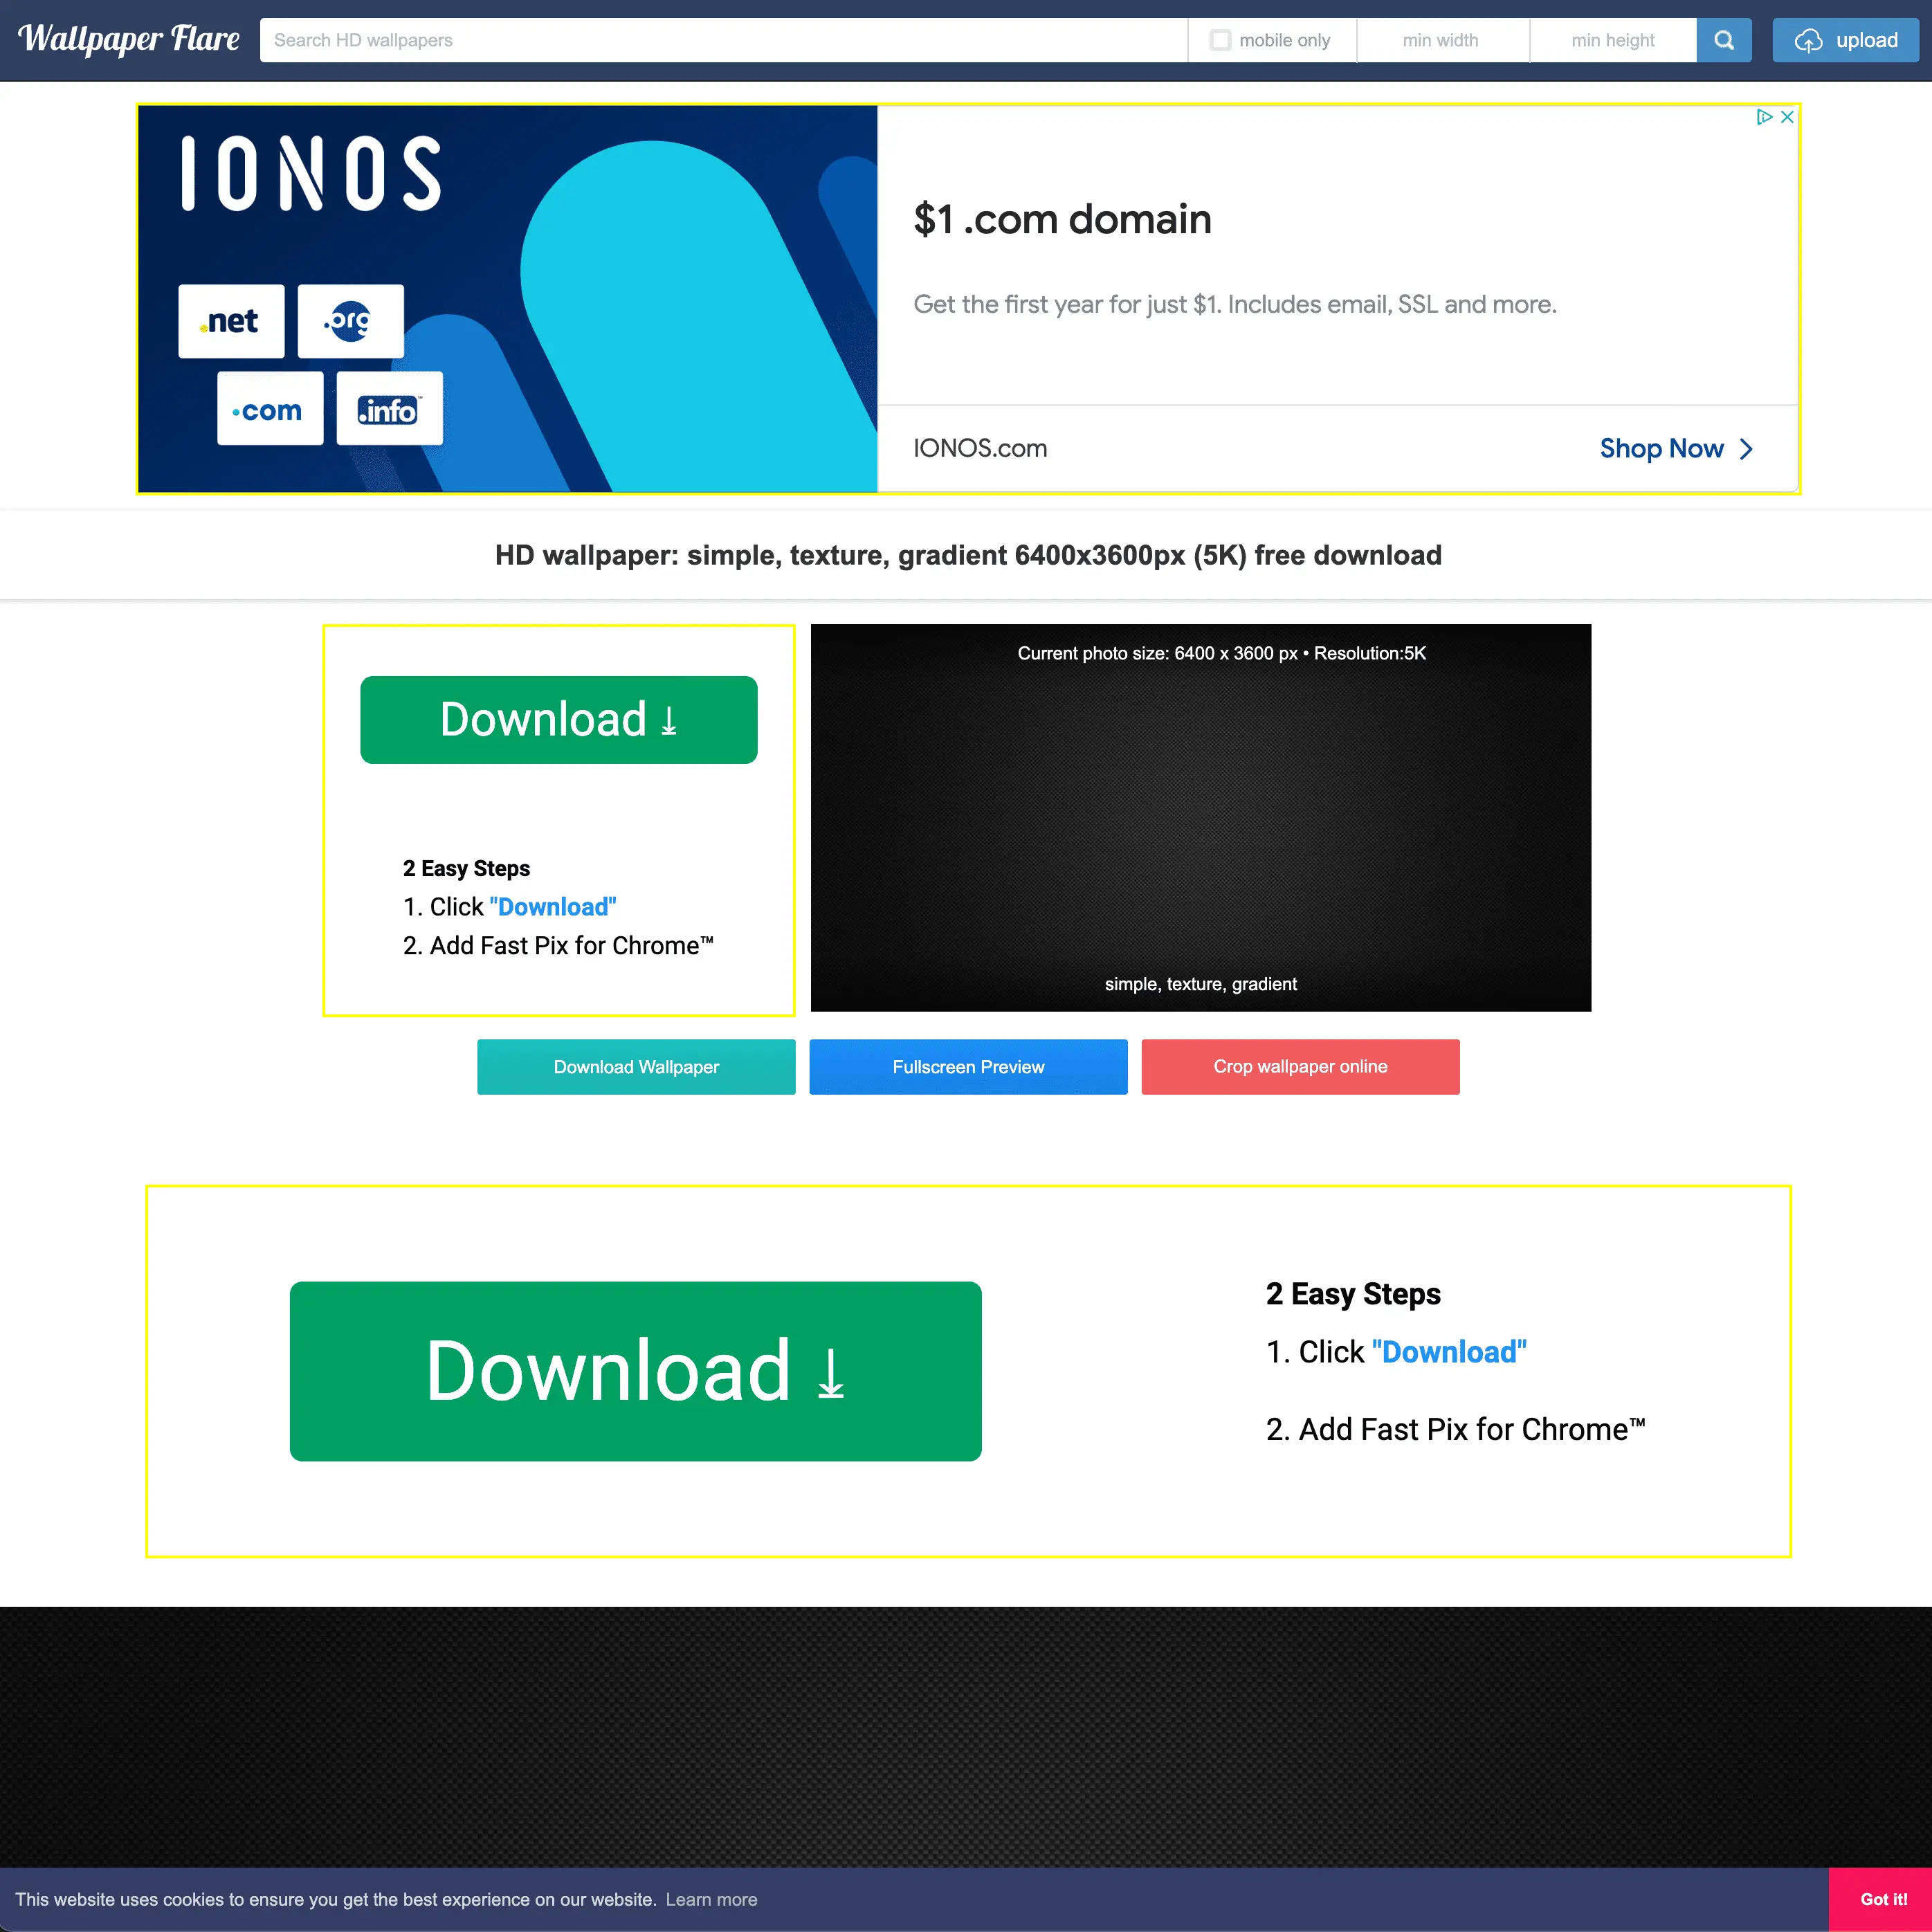 Wallpaper Flare
Search HD wallpapers
mobile only
min width
min height
upload
IONOS
.net
.org
.com
.info™
$1 .com domain
Get the first year for just $1. Includes email, SSL and more.
IONOS.com
Shop Now
HD wallpaper: simple, texture, gradient 6400x3600px (5K) free download
Download
2 Easy Steps
1. Click "Download"
2. Add Fast Pix for Chrome™
Current photo size: 6400 x 3600 px • Resolution:5K
simple, texture, gradient
Download Wallpaper
Fullscreen Preview
Crop wallpaper online
Download
2 Easy Steps
1. Click "Download"
2. Add Fast Pix for Chrome™
This website uses cookies to ensure you get the best experience on our website. Learn more
Got it!